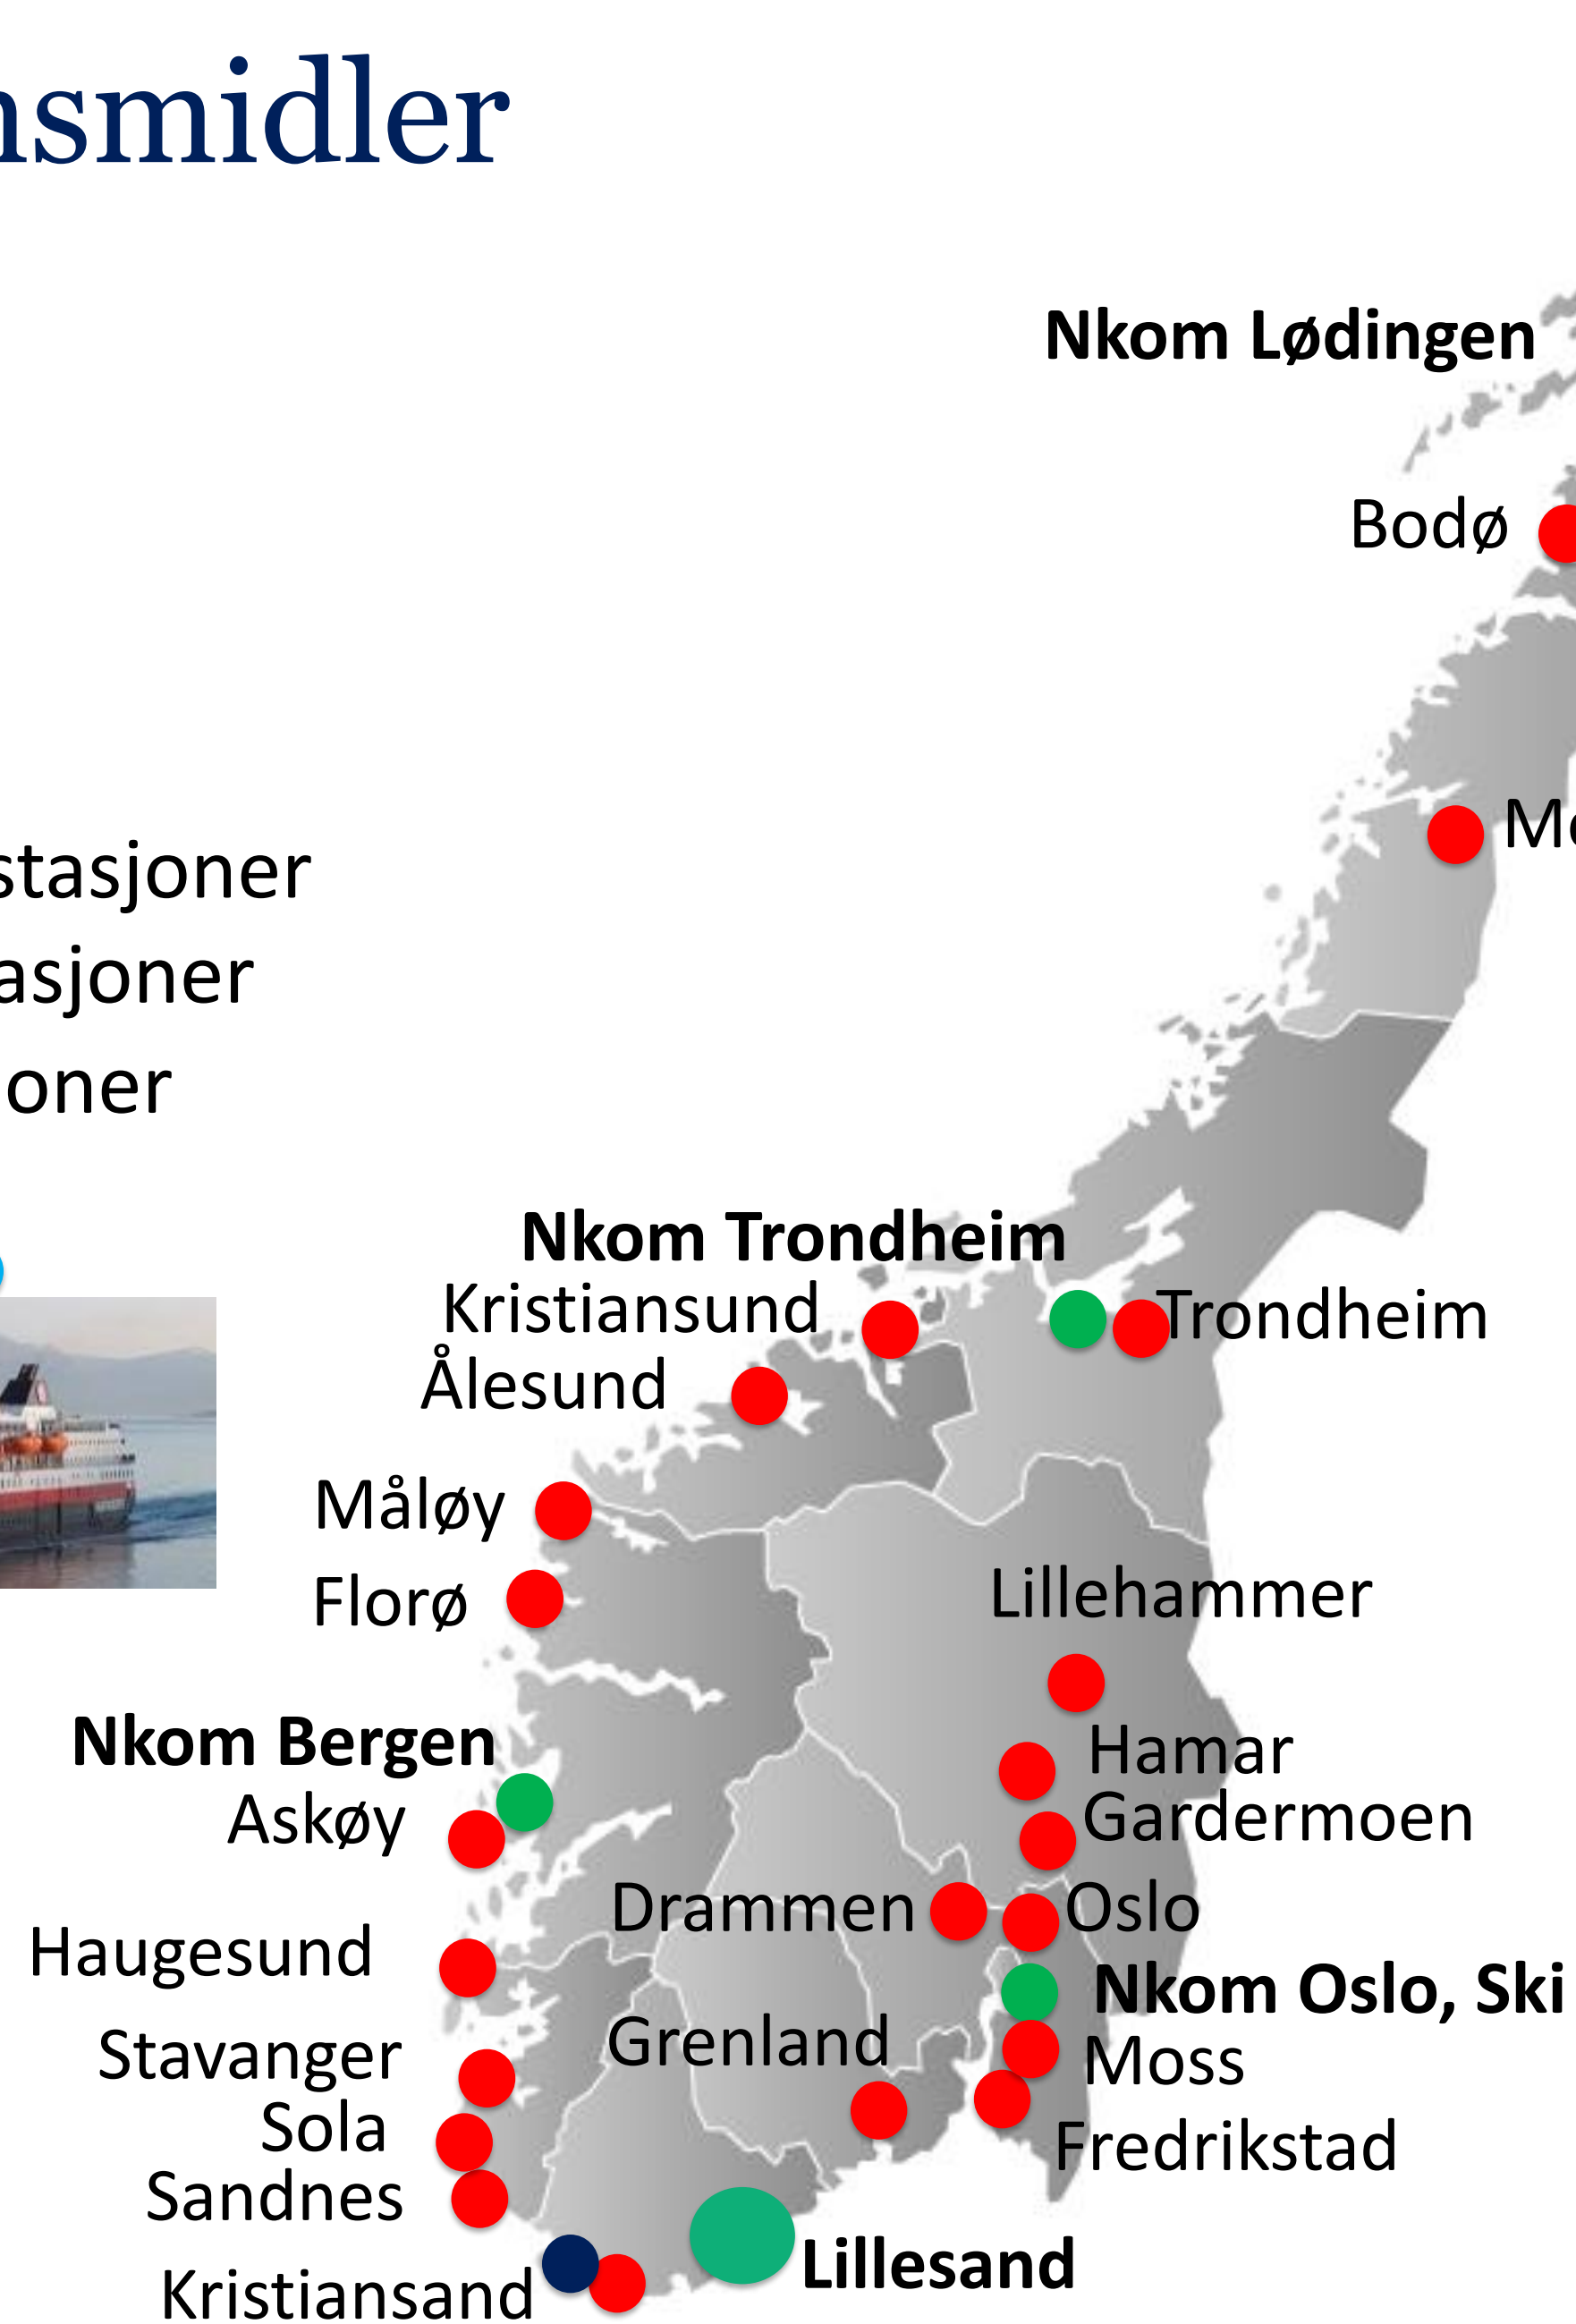 nsmidler
Nkom Lødingen
Bodø
Mo
stasjoner
asjoner
oner
Nkom Trondheim
Kristiansund
Trondheim
Ålesund
Måløy
Florø
Lillehammer
Nkom Bergen
Hamar
Askøy
Gardermoen
Drammen
Oslo
Haugesund
Nkom Oslo, Ski
Grenland
Stavanger
Moss
Sola
Fredrikstad
Sandnes
Lillesand
Kristiansand